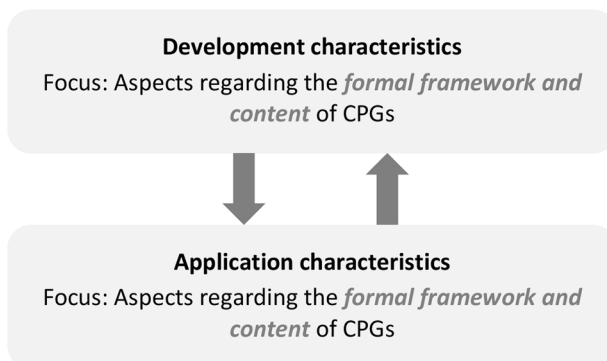 Development characteristics
Focus: Aspects regarding the formal framework and
content of CPGs
Application characteristics
Focus: Aspects regarding the formal framework and
content of CPGs